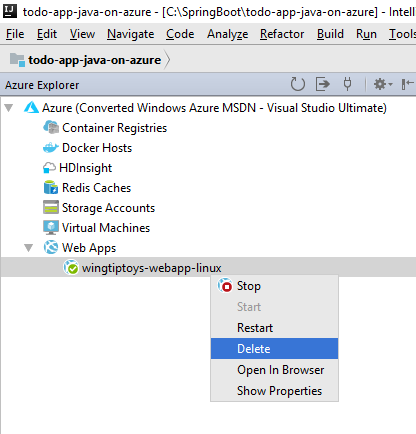 todo-app-java-on-azure - [C:\SpringBoot\todo-app-java-on-azure] - Intell
File Edit View Navigate Code Analyze Refactor Build Run Tools
todo-app-java-on-azure
Azure Explorer
Azure (Converted Windows Azure MSDN - Visual Studio Ultimate)
Container Registries
Docker Hosts
HDInsight
Redis Caches
Storage Accounts
Virtual Machines
Web Apps
wingtiptoys-webapp-linux
Stop
Start
Restart
Delete
Open In Browser
Show Properties